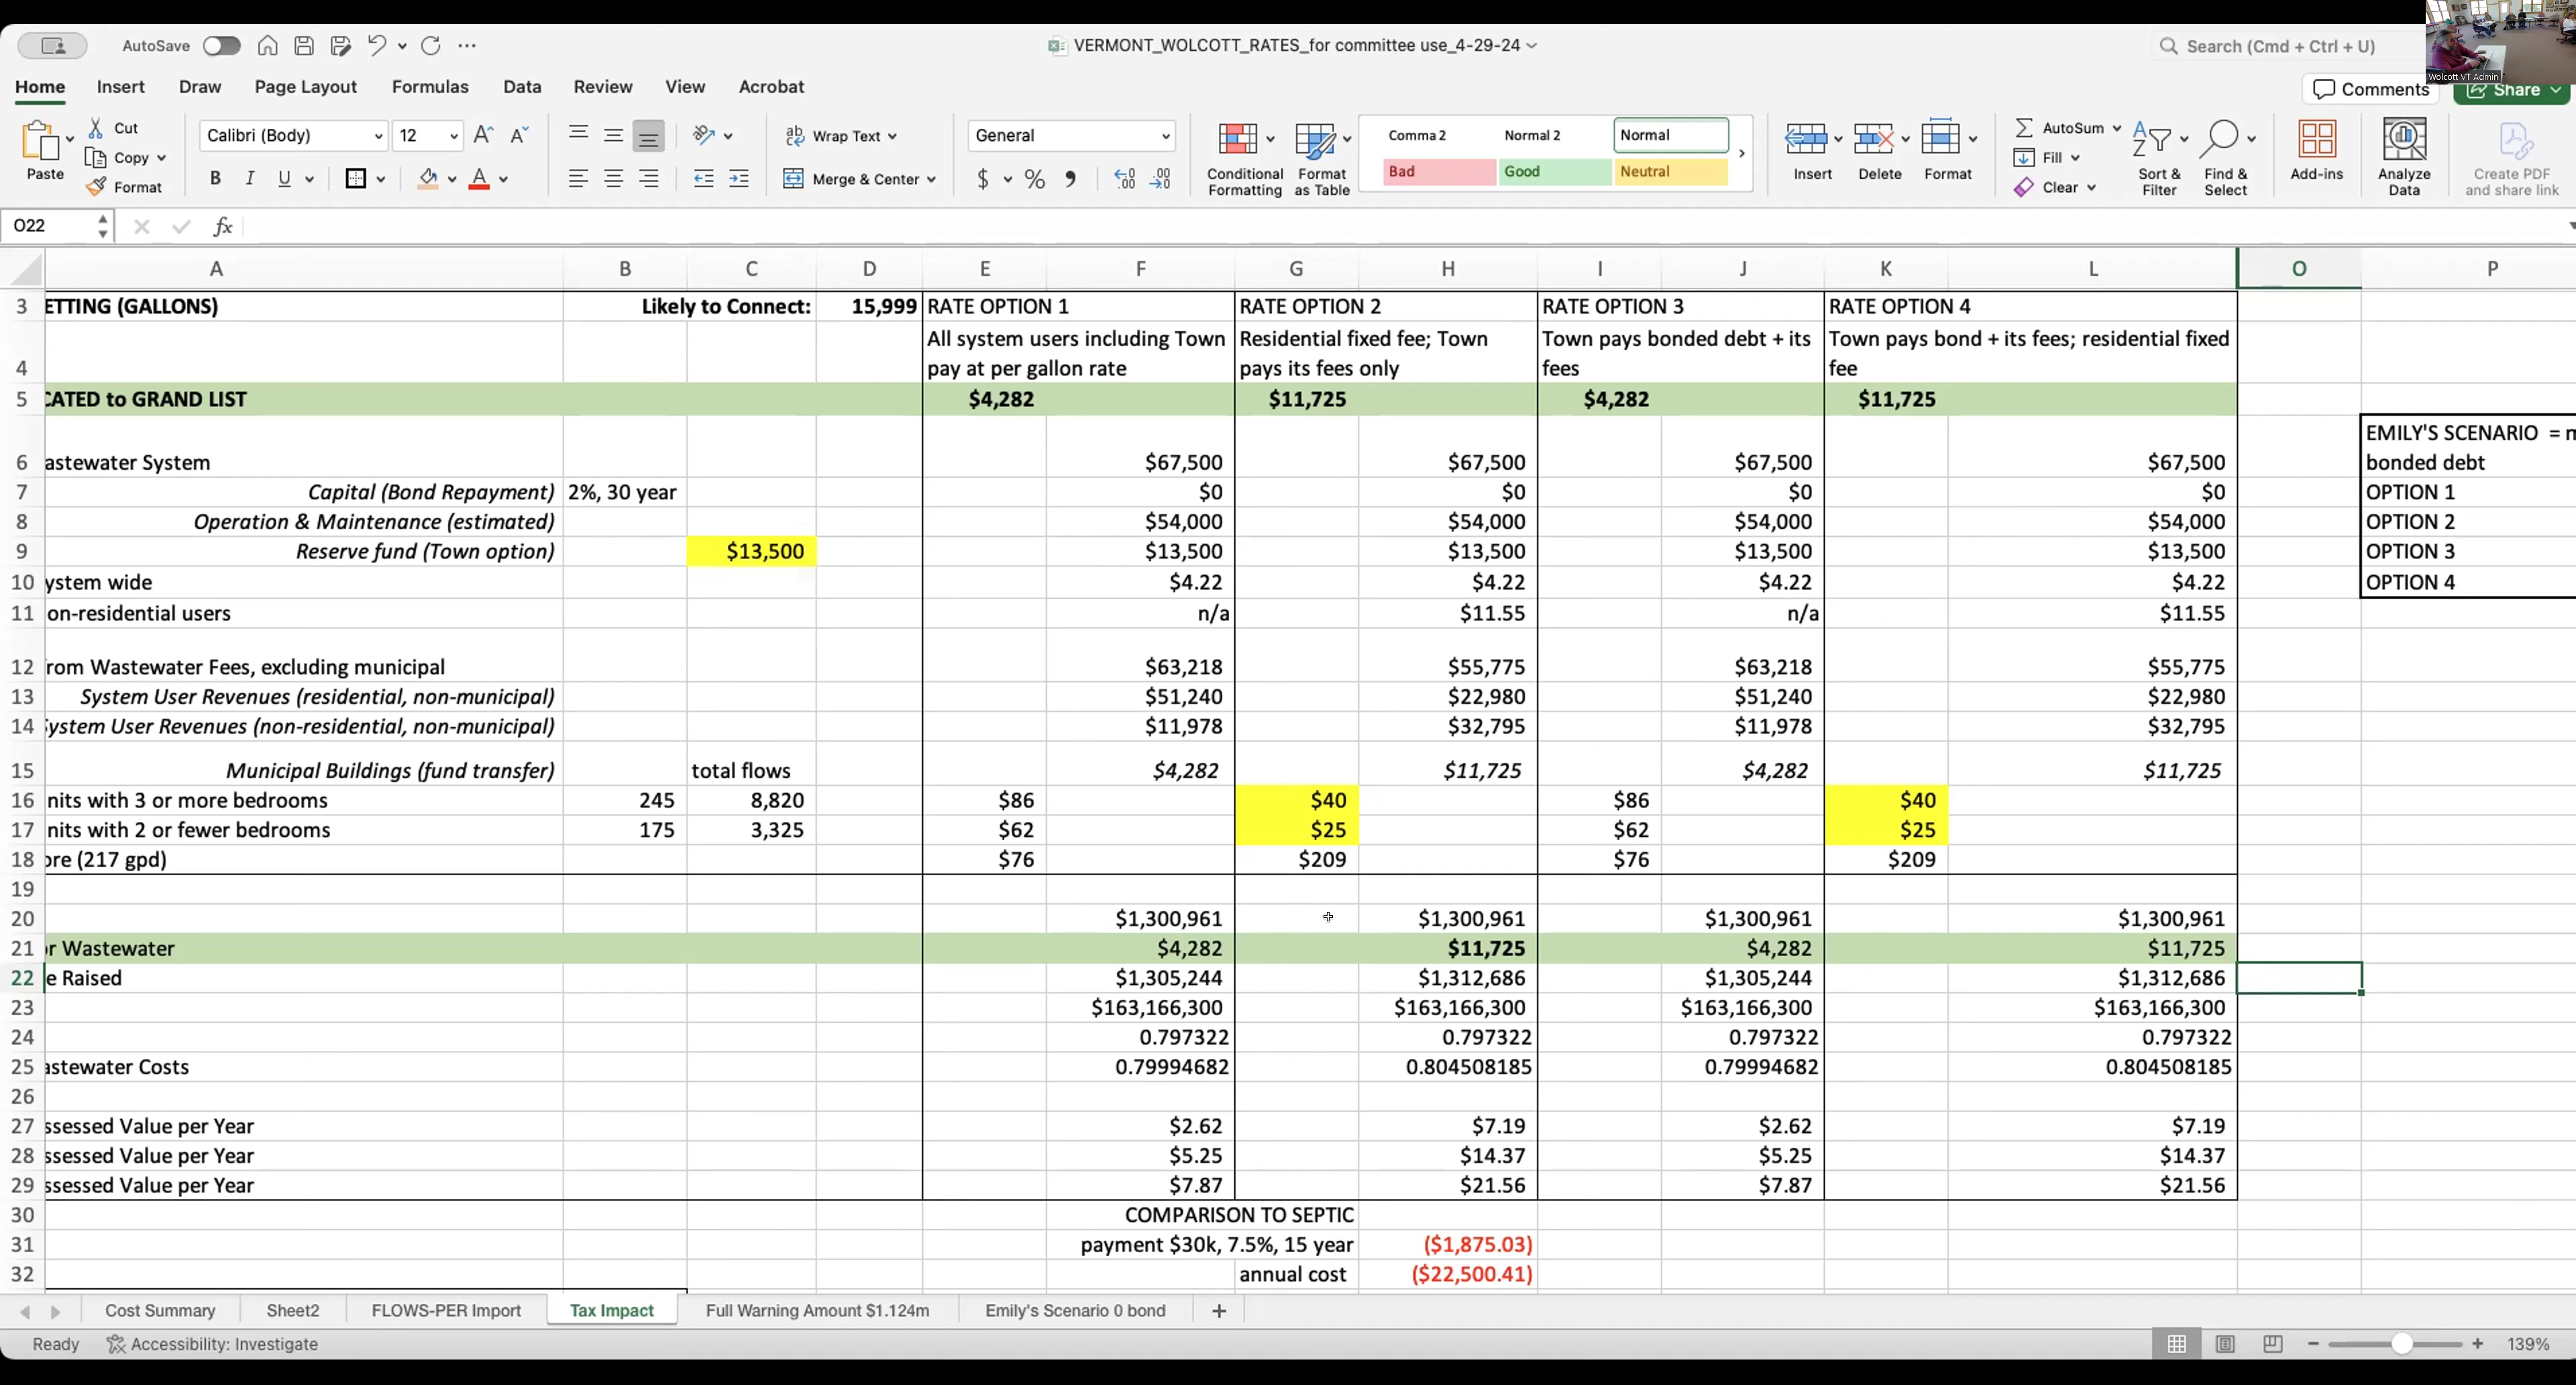 AutoSave
VERMONT_WOLCOTT_RATES_for committee use_4-29-24
Search (Cmd + Ctrl + U)
Wolcott VT Admin
Home Insert Draw Page Layout Formulas Data Review View Acrobat
Comments Share
Paste Cut Copy Format
Calibri (Body) 12
Wrap Text Merge & Center
General
Conditional Formatting Format as Table
Comma 2 Normal 2 Normal
Bad Good Neutral
Insert Delete Format
AutoSum Fill Clear
Sort & Filter Find & Select
Add-ins Analyze Data
Create PDF and share link
O22 fx
A B C D E F G H I J K L O P
3 ETTING (GALLONS) Likely to Connect: 15,999 RATE OPTION 1 RATE OPTION 2 RATE OPTION 3 RATE OPTION 4
All system users including Town Residential fixed fee; Town Town pays bonded debt + its Town pays bond + its fees; residential fixed
4 pay at per gallon rate pays its fees only fees fee
5 CATED to GRAND LIST $4,282 $11,725 $4,282 $11,725
EMILY'S SCENARIO =
6 astewater System $67,500 $67,500 $67,500 $67,500 bonded debt
7 Capital (Bond Repayment) 2%, 30 year $0 $0 $0 $0 OPTION 1
8 Operation & Maintenance (estimated) $54,000 $54,000 $54,000 $54,000 OPTION 2
9 Reserve fund (Town option) $13,500 $13,500 $13,500 $13,500 $13,500 OPTION 3
10 ystem wide $4.22 $4.22 $4.22 $4.22 OPTION 4
11 on-residential users n/a $11.55 n/a $11.55
12 rom Wastewater Fees, excluding municipal $63,218 $55,775 $63,218 $55,775
13 System User Revenues (residential, non-municipal) $51,240 $22,980 $51,240 $22,980
14 System User Revenues (non-residential, non-municipal) $11,978 $32,795 $11,978 $32,795
15 Municipal Buildings (fund transfer) total flows $4,282 $11,725 $4,282 $11,725
16 nits with 3 or more bedrooms 245 8,820 $86 $40 $86 $40
17 nits with 2 or fewer bedrooms 175 3,325 $62 $25 $62 $25
18 ore (217 gpd) $76 $209 $76 $209
19
20 $1,300,961 $1,300,961 $1,300,961 $1,300,961
21 or Wastewater $4,282 $11,725 $4,282 $11,725
22 e Raised $1,305,244 $1,312,686 $1,305,244 $1,312,686
23 $163,166,300 $163,166,300 $163,166,300 $163,166,300
24 0.797322 0.797322 0.797322 0.797322
25 astewater Costs 0.79994682 0.804508185 0.79994682 0.804508185
26
27 ssessed Value per Year $2.62 $7.19 $2.62 $7.19
28 ssessed Value per Year $5.25 $14.37 $5.25 $14.37
29 ssessed Value per Year $7.87 $21.56 $7.87 $21.56
30 COMPARISON TO SEPTIC
31 payment $30k, 7.5%, 15 year ($1,875.03)
32 annual cost ($22,500.41)
Cost Summary Sheet2 FLOWS-PER Import Tax Impact Full Warning Amount $1.124m Emily's Scenario 0 bond +
Ready Accessibility: Investigate 139%